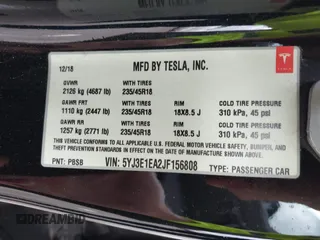 MFD BY TESLA, INC.
12/18
GVWR WITH TIRES
2126 kg (4687 lb) 235/45R18
GAWR FRT WITH TIRES RIM COLD TIRE PRESSURE
1110 kg (2447 lb) 235/45R18 18X8.5 J 310 kPa, 45 psi
GAWR RR WITH TIRES RIM COLD TIRE PRESSURE
1257 kg (2771 lb) 235/45R18 18X8.5 J 310 kPa, 45 psi
THIS VEHICLE CONFORMS TO ALL APPLICABLE FEDERAL MOTOR VEHICLE SAFETY, BUMPER,
AND THEFT PREVENTION STANDARDS IN EFFECT ON THE DATE OF MANUFACTURE SHOWN ABOVE.
PNT: PBSB VIN: 5YJ3E1EA2JF156808 TYPE: PASSENGER CAR
TESLA
DREAMBID